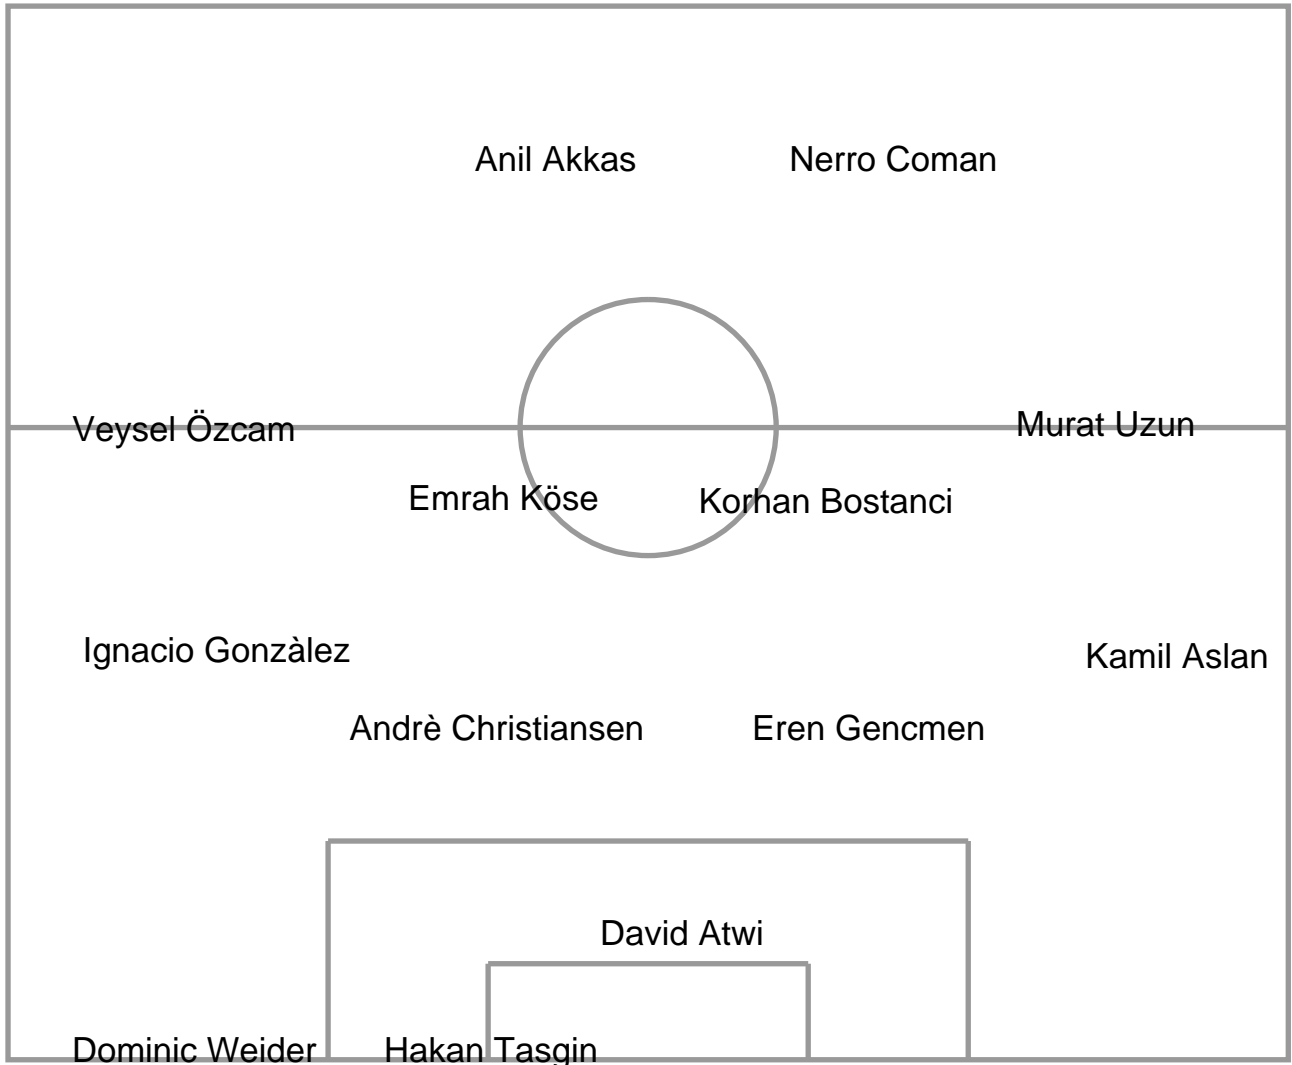 Anil Akkas
Nerro Coman
Veysel Özcam
Murat Uzun
Emrah Köse
Korhan Bostanci
Ignacio Gonzàlez
Kamil Aslan
Andrè Christiansen
Eren Gencmen
David Atwi
Dominic Weider
Hakan Tasgin